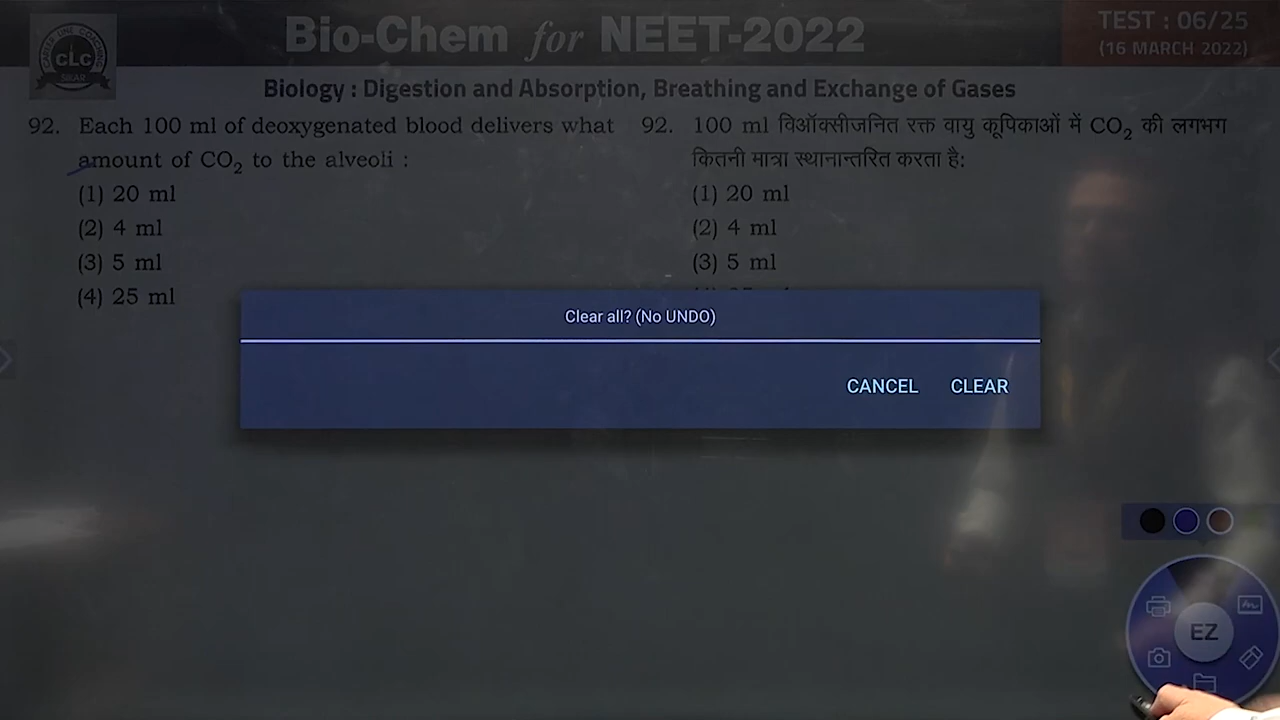 Bio-Chem for NEET-2022
TEST : 06/25
(16 MARCH 2022)
CLC
SIKAR
Biology : Digestion and Absorption, Breathing and Exchange of Gases
92. Each 100 ml of deoxygenated blood delivers what
amount of CO₂ to the alveoli :
(1) 20 ml
(2) 4 ml
(3) 5 ml
(4) 25 ml
92. 100 ml विऑक्सीजनित रक्त वायु कूपिकाओं में CO₂ की लगभग
कितनी मात्रा स्थानान्तरित करता है:
(1) 20 ml
(2) 4 ml
(3) 5 ml
Clear all? (No UNDO)
CANCEL CLEAR
EZ